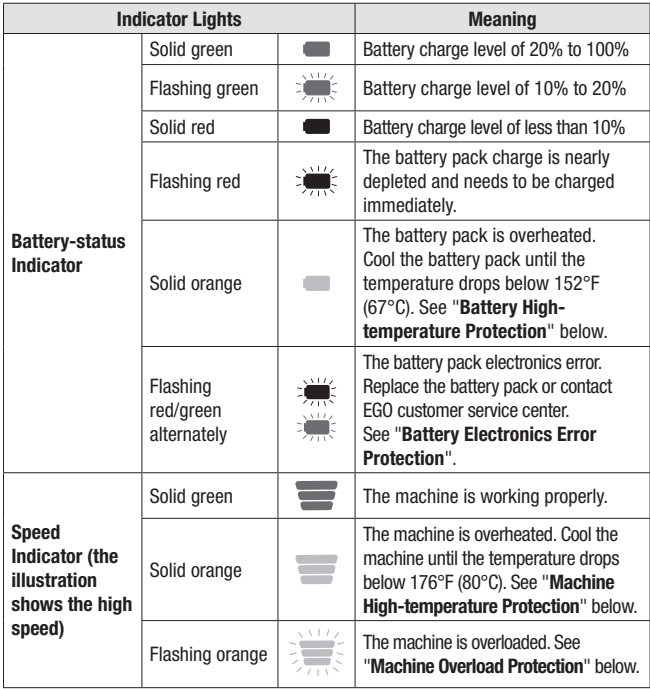 Indicator Lights Meaning
Battery-status
Indicator
Solid green
Battery charge level of 20% to 100%
Flashing green
Battery charge level of 10% to 20%
Solid red
Battery charge level of less than 10%
Flashing red
The battery pack charge is nearly
depleted and needs to be charged
immediately.
Solid orange
The battery pack is overheated.
Cool the battery pack until the
temperature drops below 152°F
(67°C). See "Battery High-
temperature Protection" below.
Flashing
red/green
alternately
The battery pack electronics error.
Replace the battery pack or contact
EGO customer service center.
See "Battery Electronics Error
Protection".
Speed
Indicator (the
illustration
shows the high
speed)
Solid green
The machine is working properly.
Solid orange
The machine is overheated. Cool the
machine until the temperature drops
below 176°F (80°C). See "Machine
High-temperature Protection" below.
Flashing orange
The machine is overloaded. See
"Machine Overload Protection" below.